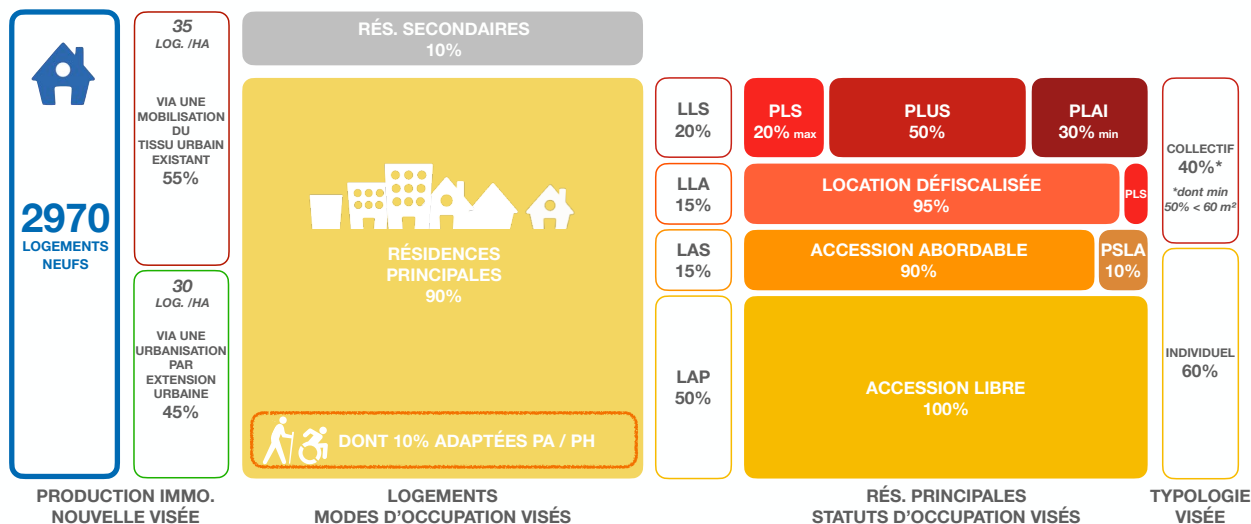 2970
LOGEMENTS
NEUFS
35
LOG. /HA
VIA UNE
MOBILISATION
DU
TISSU URBAIN
EXISTANT
55%
30
LOG. /HA
VIA UNE
URBANISATION
PAR
EXTENSION
URBAINE
45%
RÉS. SECONDAIRES
10%
RÉSIDENCES
PRINCIPALES
90%
DONT 10% ADAPTÉES PA / PH
LLS
20%
LLA
15%
LAS
15%
LAP
50%
PLS
20% max
PLUS
50%
PLAI
30% min
LOCATION DÉFISCALISÉE
95%
PLS
ACCESSION ABORDABLE
90%
PSLA
10%
ACCESSION LIBRE
100%
COLLECTIF
40%*
*dont min
50% < 60 m²
INDIVIDUEL
60%
PRODUCTION IMMO.
NOUVELLE VISÉE
LOGEMENTS
MODES D'OCCUPATION VISÉS
RÉS. PRINCIPALES
STATUTS D'OCCUPATION VISÉS
TYPOLOGIE
VISÉE